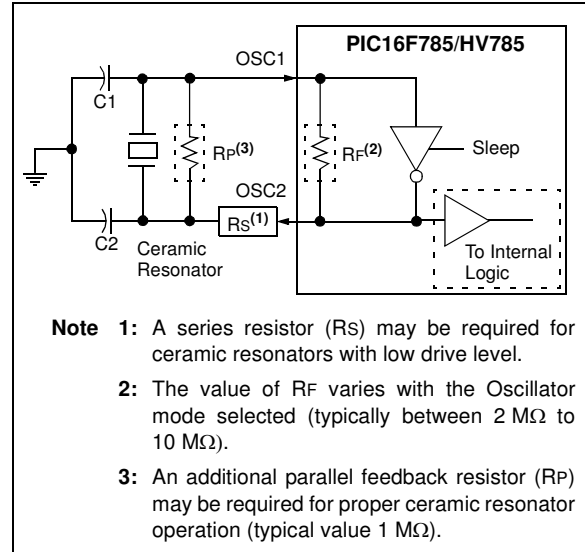 PIC16F785/HV785
OSC1
C1
RP(3)
RF(2)
Sleep
OSC2
RS(1)
C2
Ceramic
Resonator
To Internal
Logic
Note 1: A series resistor (RS) may be required for
ceramic resonators with low drive level.
2: The value of RF varies with the Oscillator
mode selected (typically between 2 MΩ to
10 MΩ).
3: An additional parallel feedback resistor (RP)
may be required for proper ceramic resonator
operation (typical value 1 MΩ).